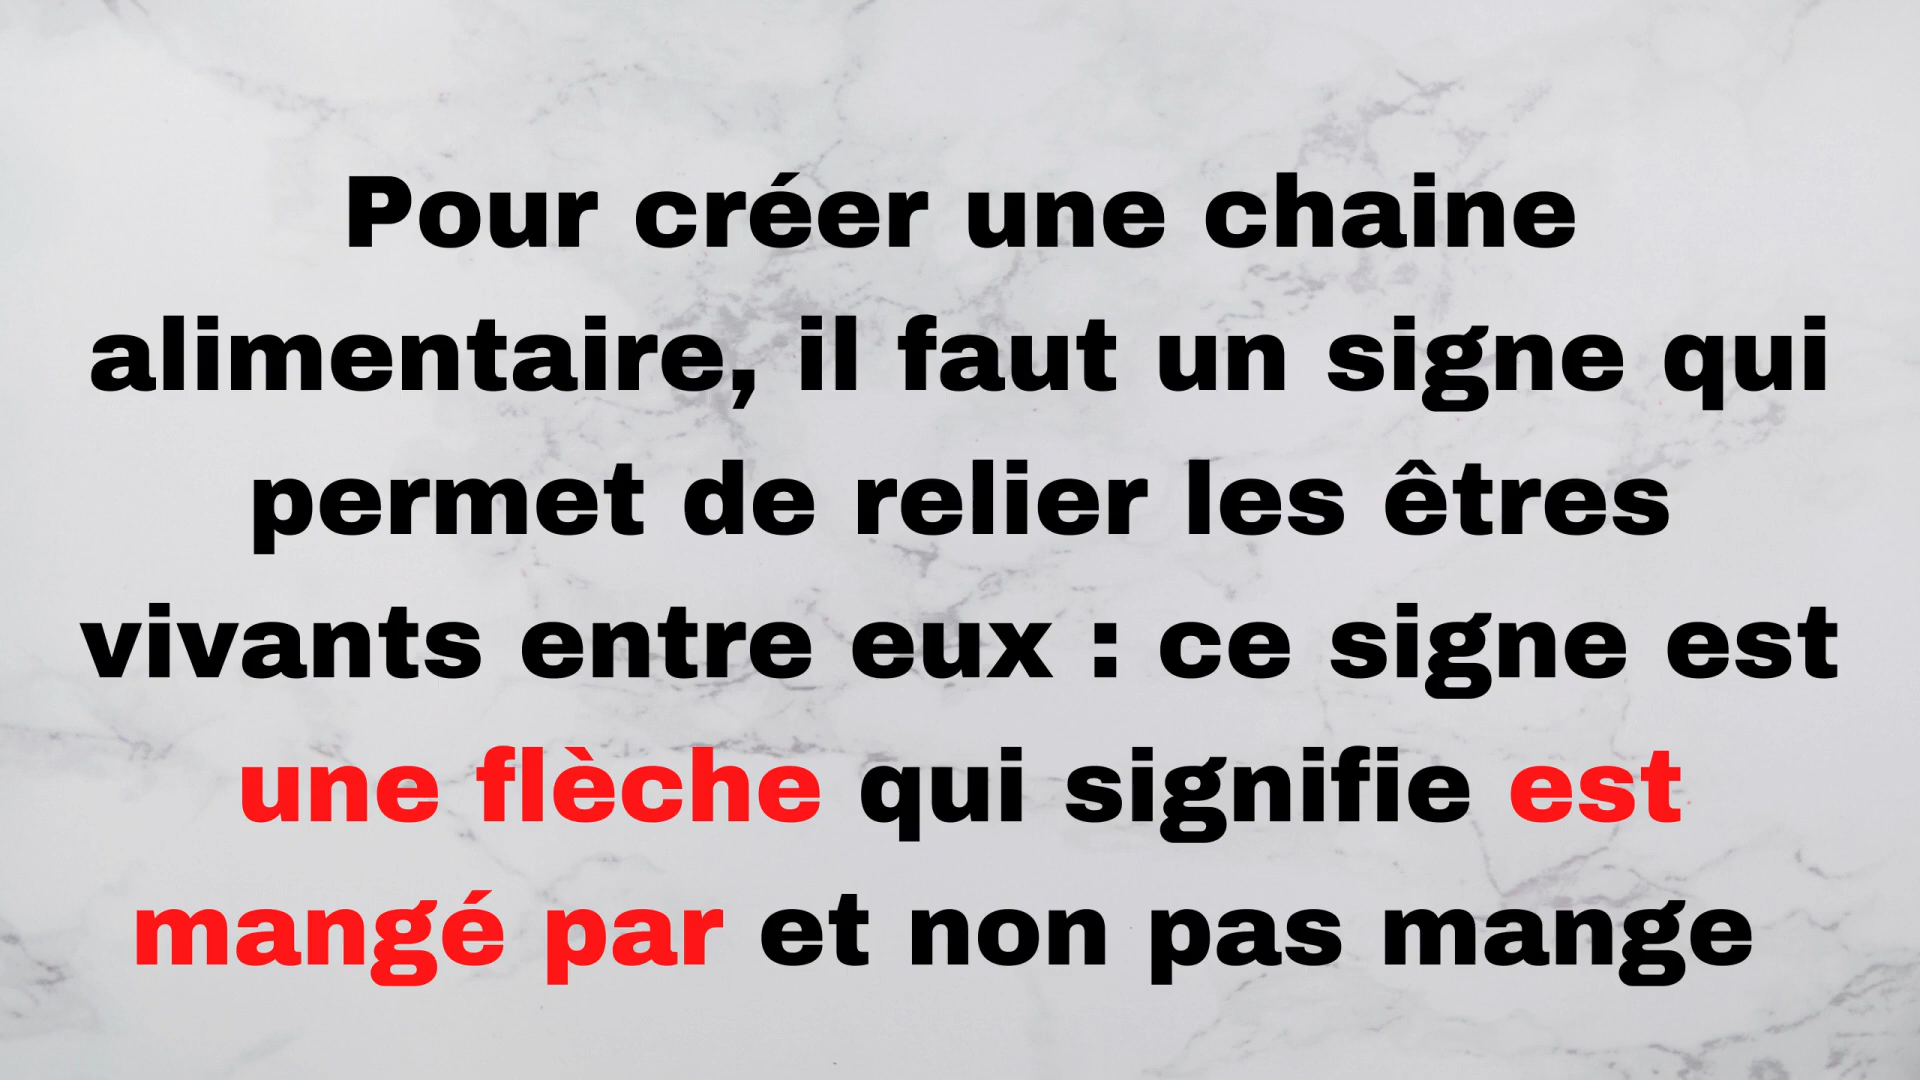 Pour créer une chaine
alimentaire, il faut un signe qui
permet de relier les êtres
vivants entre eux : ce signe est
une flèche qui signifie est
mangé par et non pas mange